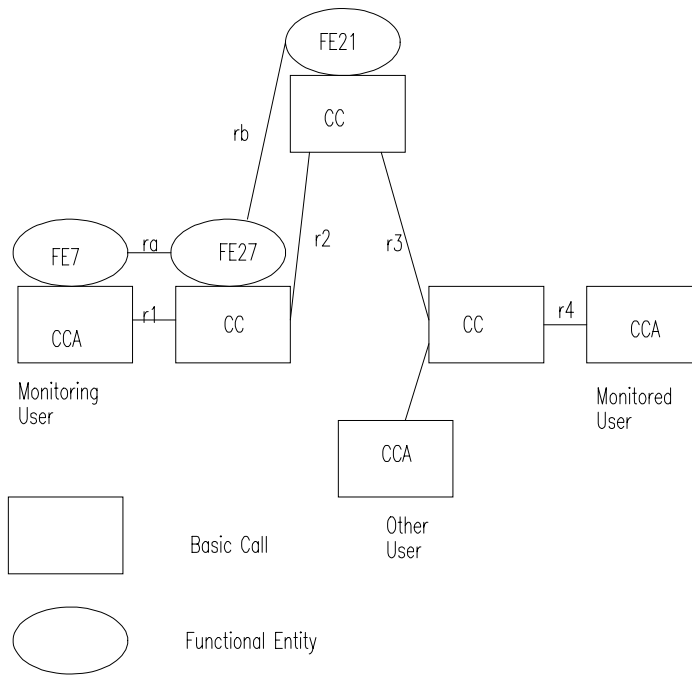 FE21
CC
rb
r2
r3
FE7
ra
FE27
CCA
r1
CC
CC
r4
CCA
Monitoring
User
Monitored
User
CCA
Other
User
Basic Call
Functional Entity